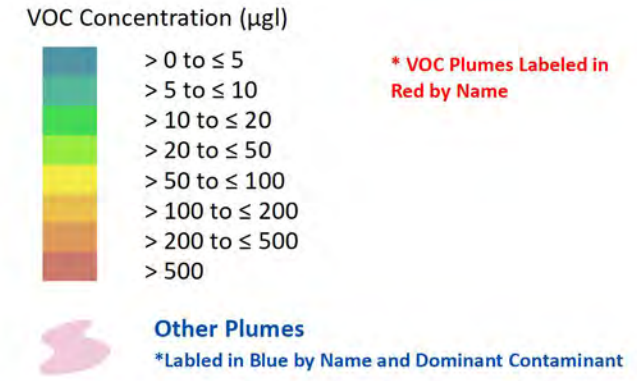 VOC Concentration (µgl)
> 0 to ≤ 5
> 5 to ≤ 10
> 10 to ≤ 20
> 20 to ≤ 50
> 50 to ≤ 100
> 100 to ≤ 200
> 200 to ≤ 500
> 500
* VOC Plumes Labeled in
Red by Name
Other Plumes
*Labled in Blue by Name and Dominant Contaminant